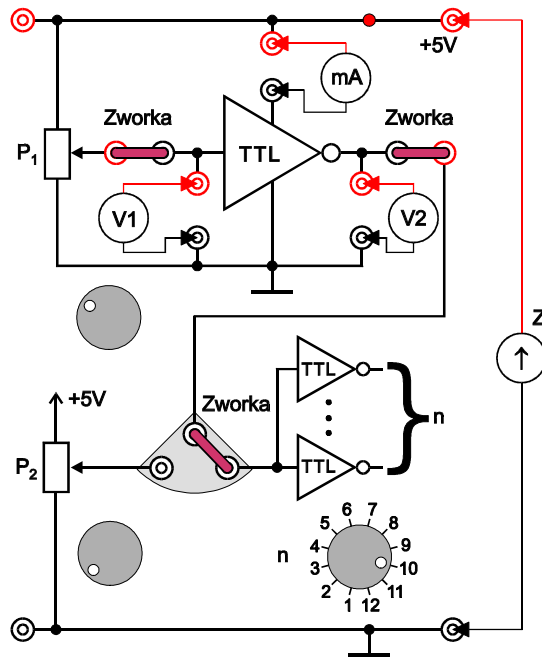 +5V
mA
Zworka
Zworka
P1
TTL
V1
V2
Z
+5V
Zworka
TTL
n
P2
TTL
n
6 7
5 8
4 9
3 10
2 11
1 12